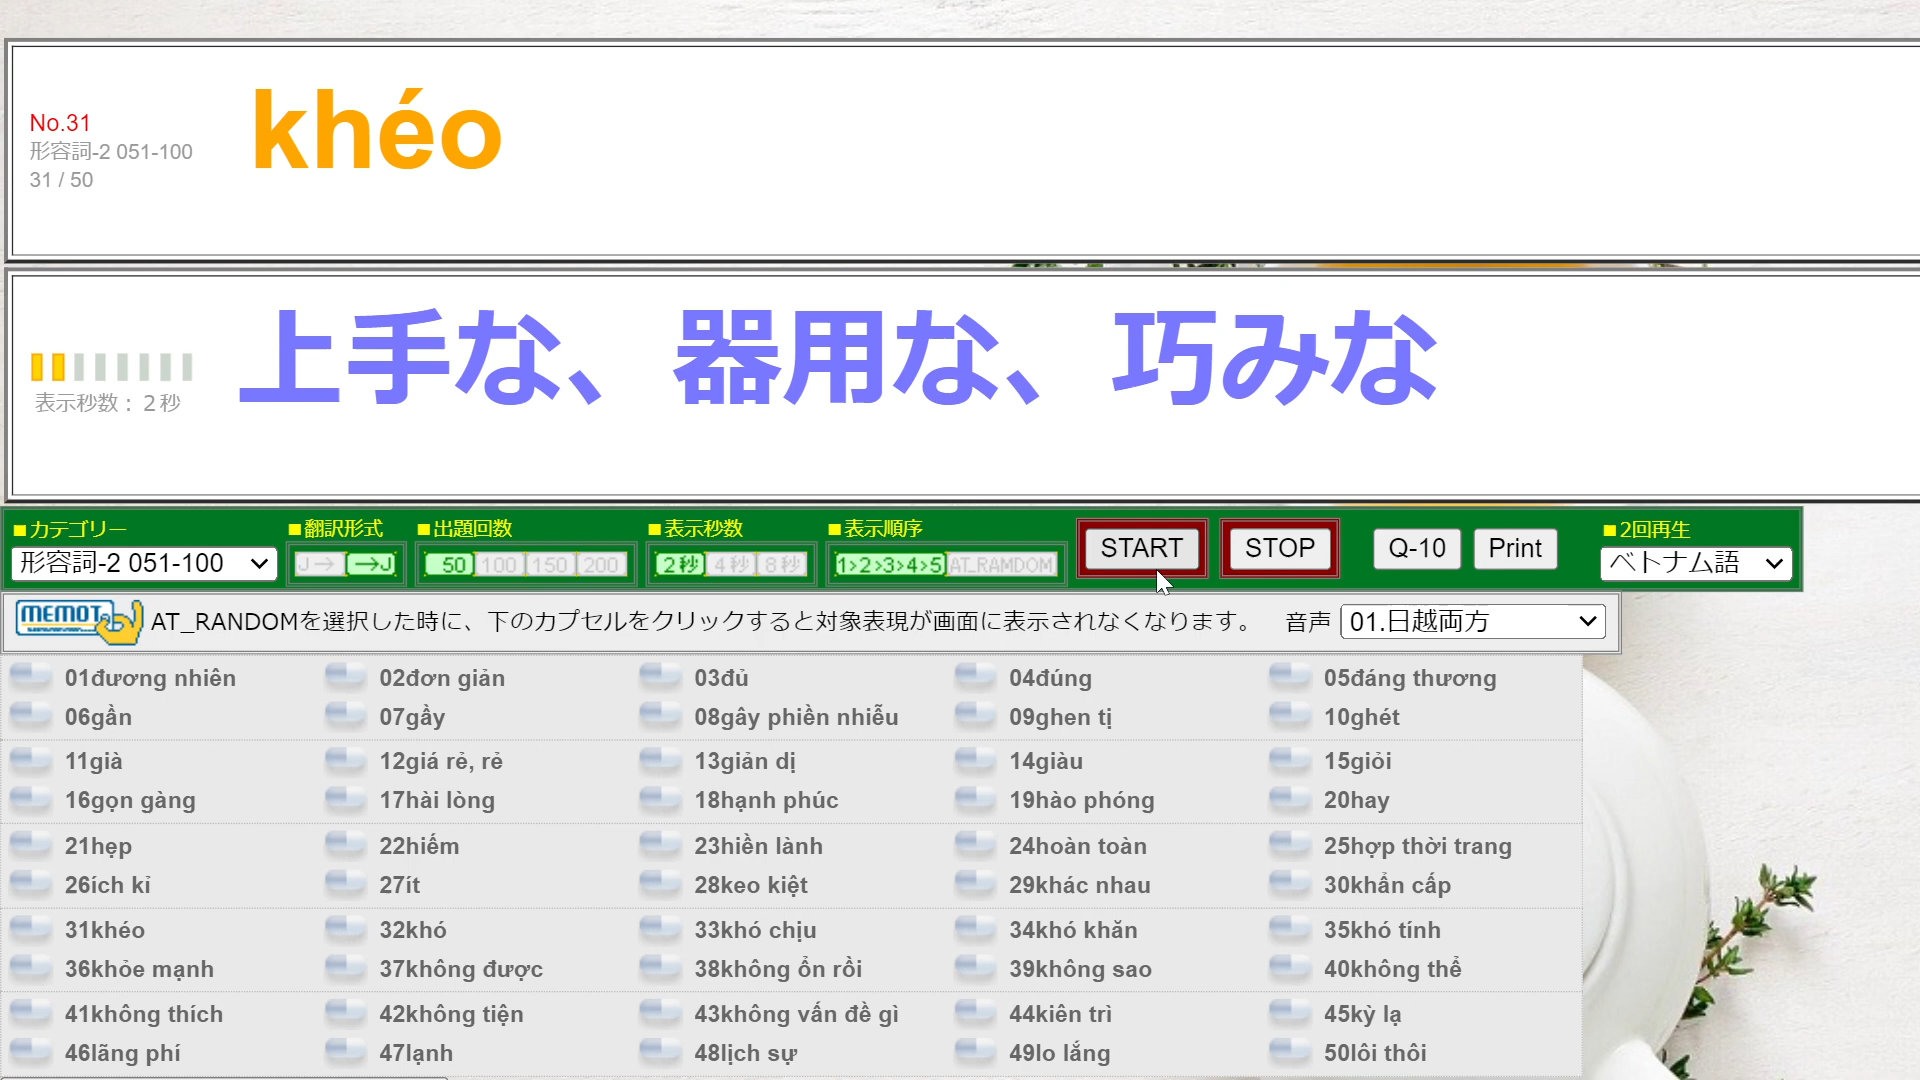 khéo
No.31
形容詞-2 051-100
31 / 50
上手な、器用な、巧みな
表示秒数：２秒
■カテゴリー ■翻訳形式 ■出題回数 ■表示秒数 ■表示順序 ■2回再生
形容詞-2 051-100 J→ →J 50 100 150 200 2秒 4秒 8秒 1>2>3>4>5 AT_RAMDOM START STOP Q-10 Print ベトナム語
MEMOT AT_RANDOMを選択した時に、下のカプセルをクリックすると対象表現が画面に表示されなくなります。 音声 01.日越両方
01đương nhiên 02đơn giản 03đủ 04đúng 05đáng thương
06gần 07gầy 08gây phiền nhiễu 09ghen tị 10ghét
11già 12giá rẻ, rẻ 13giản dị 14giàu 15giỏi
16gọn gàng 17hài lòng 18hạnh phúc 19hào phóng 20hay
21hẹp 22hiếm 23hiền lành 24hoàn toàn 25hợp thời trang
26ích kỉ 27ít 28keo kiệt 29khác nhau 30khẩn cấp
31khéo 32khó 33khó chịu 34khó khăn 35khó tính
36khỏe mạnh 37không được 38không ổn rồi 39không sao 40không thể
41không thích 42không tiện 43không vấn đề gì 44kiên trì 45kỳ lạ
46lãng phí 47lạnh 48lịch sự 49lo lắng 50lôi thôi